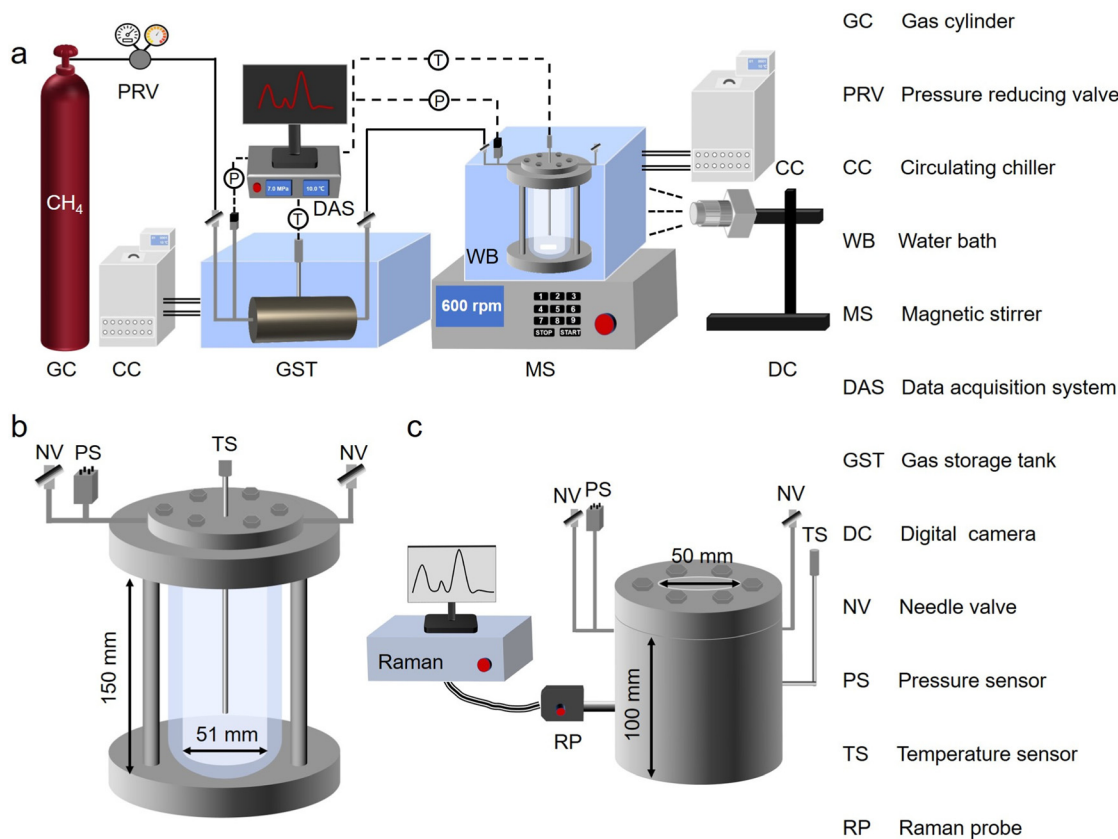 a
PRV
CH4
7.0 MPa
10.0 ℃
DAS
P
T
T
P
WB
600 rpm
1 2 3
4 5 6
7 8 9
STOP START
CC
GC
CC
GST
MS
DC
b
NV
PS
TS
NV
150 mm
51 mm
c
NV
PS
NV
TS
50 mm
100 mm
Raman
RP
GC Gas cylinder
PRV Pressure reducing valve
CC Circulating chiller
WB Water bath
MS Magnetic stirrer
DAS Data acquisition system
GST Gas storage tank
DC Digital camera
NV Needle valve
PS Pressure sensor
TS Temperature sensor
RP Raman probe